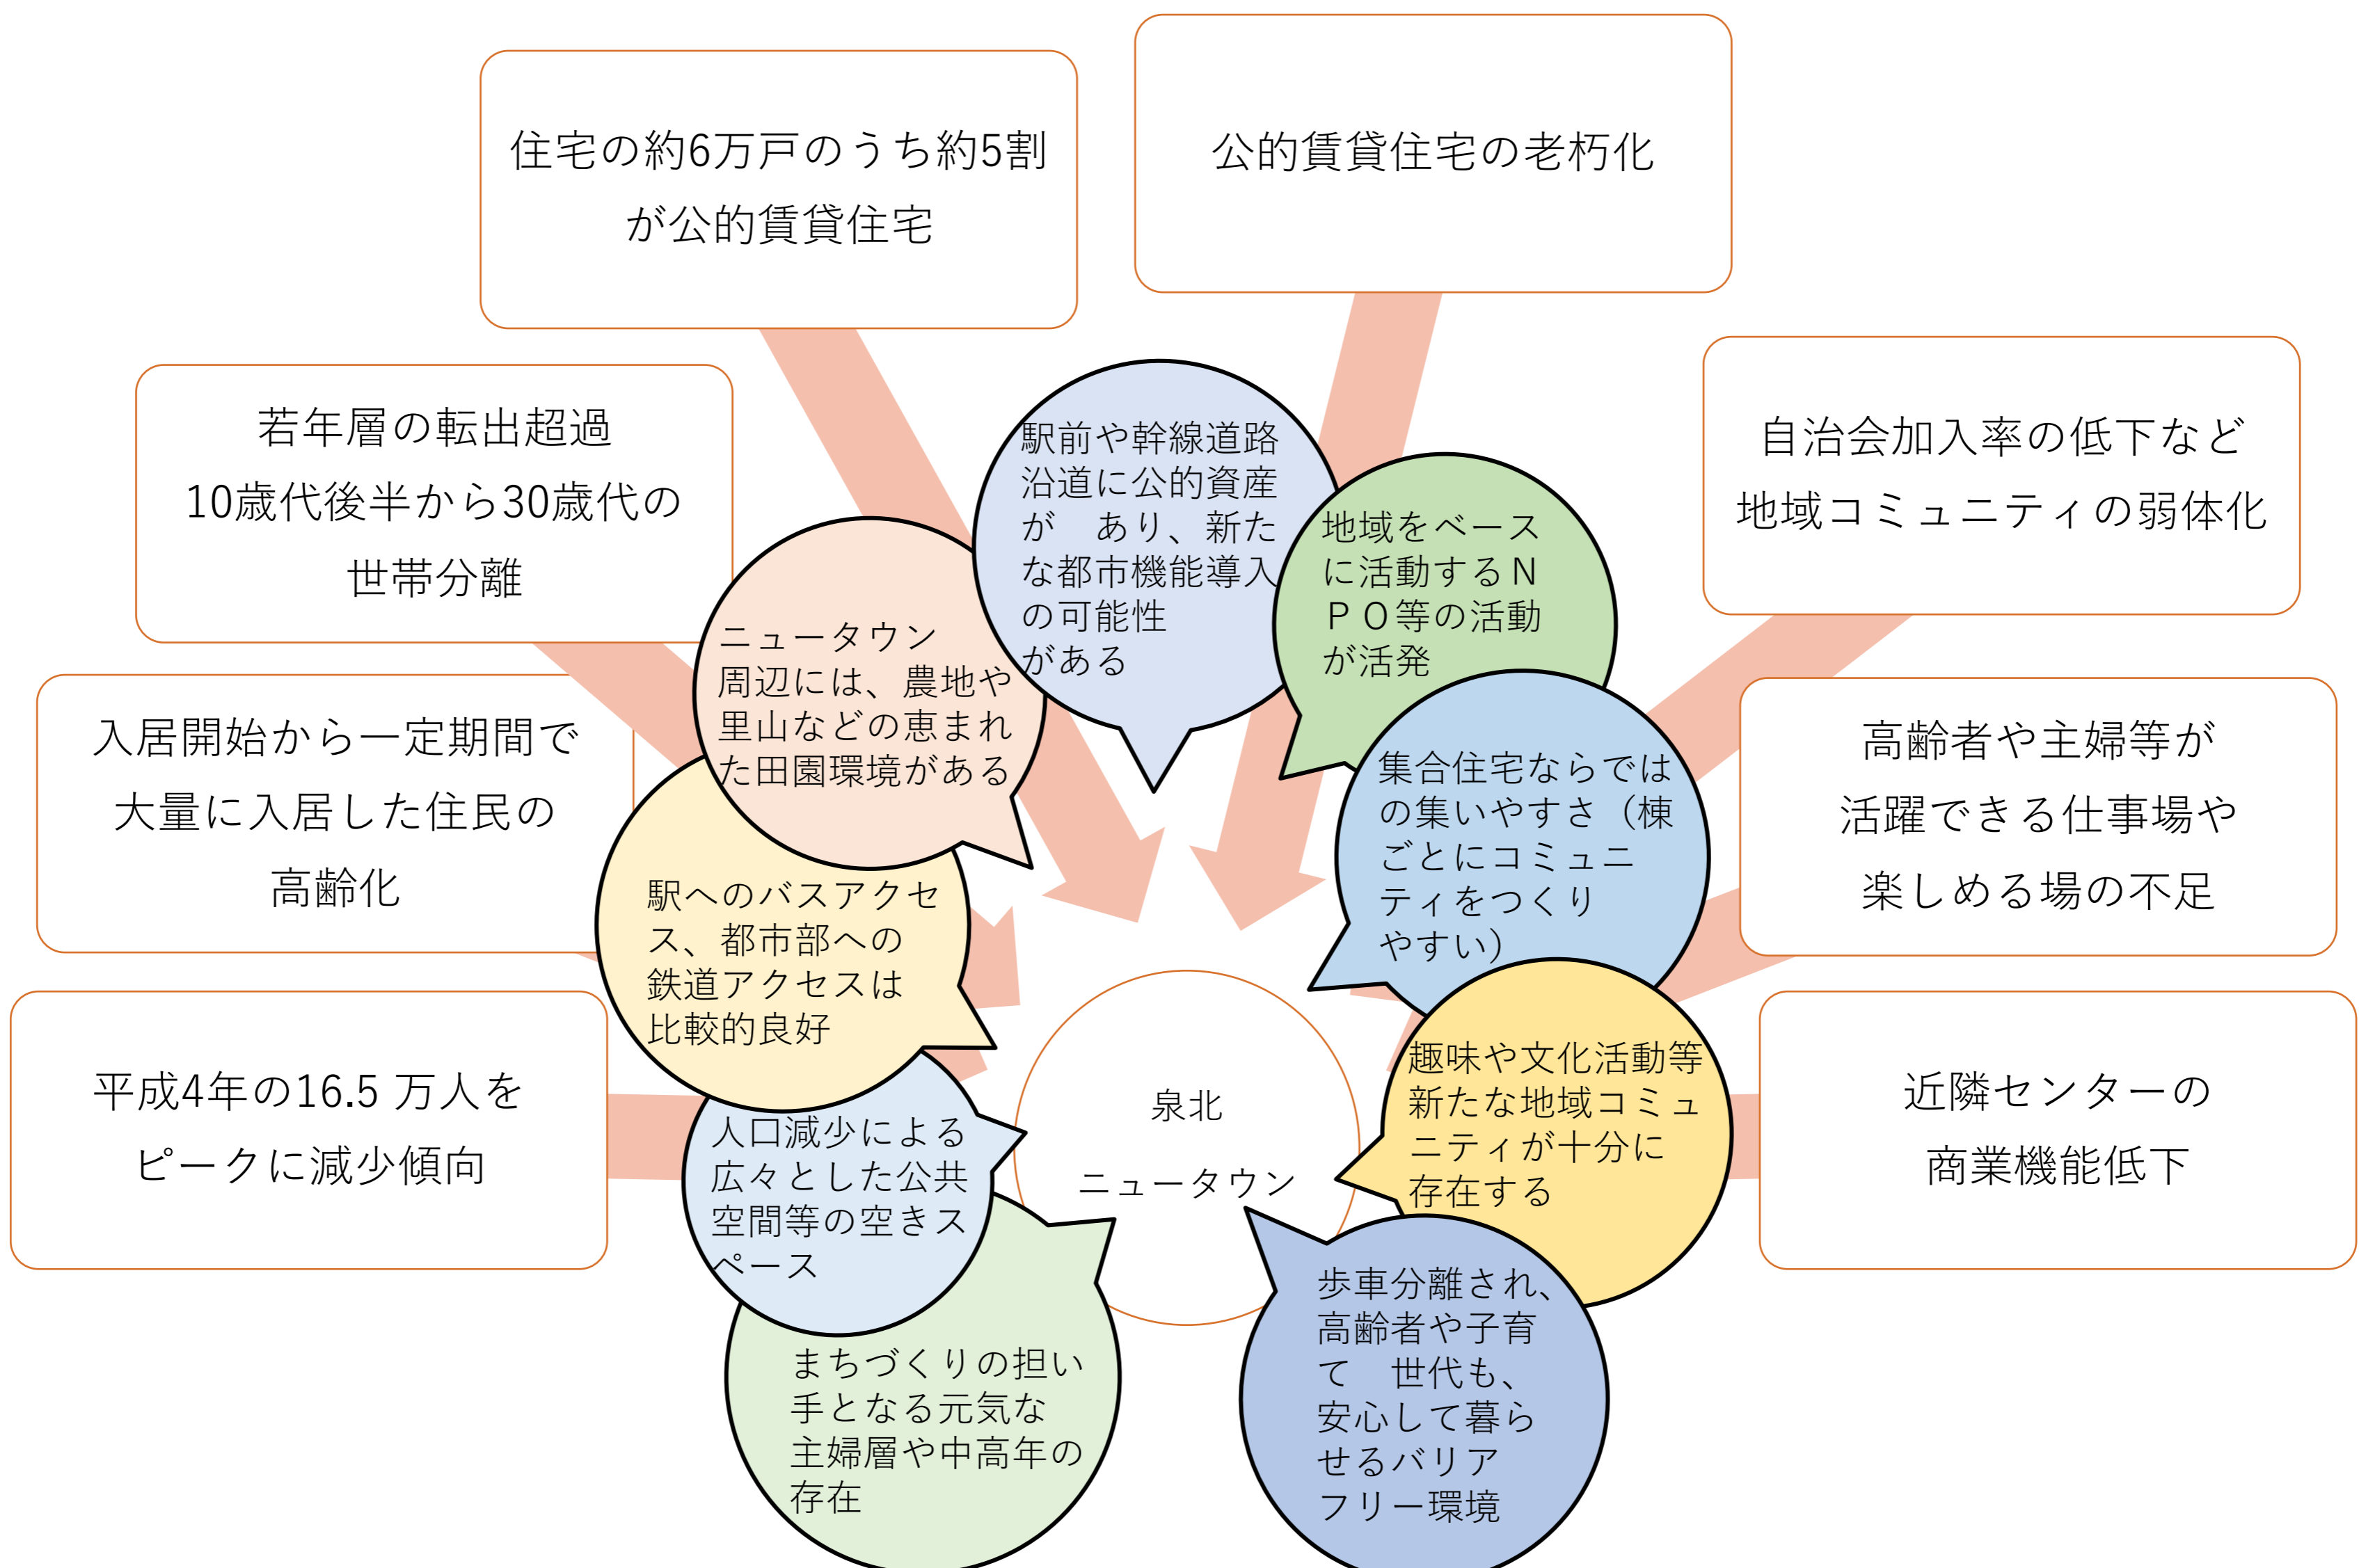 住宅の約6万戸のうち約5割
が公的賃貸住宅
公的賃貸住宅の老朽化
若年層の転出超過
10歳代後半から30歳代の
世帯分離
自治会加入率の低下など
地域コミュニティの弱体化
入居開始から一定期間で
大量に入居した住民の
高齢化
高齢者や主婦等が
活躍できる仕事場や
楽しめる場の不足
平成4年の16.5 万人を
ピークに減少傾向
近隣センターの
商業機能低下
駅前や幹線道路
沿道に公的資産
が　あり、新た
な都市機能導入
の可能性
がある
地域をベース
に活動するＮ
ＰＯ等の活動
が活発
ニュータウン
周辺には、農地や
里山などの恵まれ
た田園環境がある
集合住宅ならでは
の集いやすさ（棟
ごとにコミュニ
ティをつくり
やすい）
駅へのバスアクセ
ス、都市部への
鉄道アクセスは
比較的良好
趣味や文化活動等
新たな地域コミュ
ニティが十分に
存在する
人口減少による
広々とした公共
空間等の空きス
ペース
泉北
ニュータウン
まちづくりの担い
手となる元気な
主婦層や中高年の
存在
歩車分離され、
高齢者や子育
て　世代も、
安心して暮ら
せるバリア
フリー環境